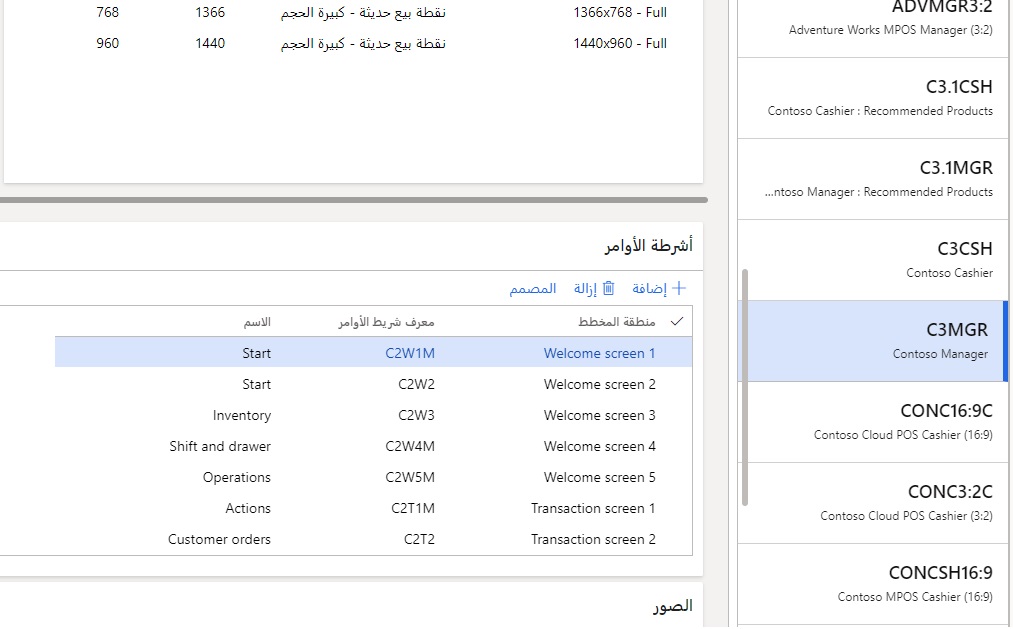 ADVMGR3:2
Adventure Works MPOS Manager (3:2)
C3.1CSH
Contoso Cashier : Recommended Products
C3.1MGR
...ntoso Manager : Recommended Products
C3CSH
Contoso Cashier
C3MGR
Contoso Manager
CONC16:9C
Contoso Cloud POS Cashier (16:9)
CONC3:2C
Contoso Cloud POS Cashier (3:2)
CONCSH16:9
Contoso MPOS Cashier (16:9)
1366x768 - Full نقطة بيع حديثة - كبيرة الحجم 1366 768
1440x960 - Full نقطة بيع حديثة - كبيرة الحجم 1440 960
أشرطة الأوامر
إضافة إزالة المصمم
منطقة المخطط معرف شريط الأوامر الاسم
Welcome screen 1 C2W1M Start
Welcome screen 2 C2W2 Start
Welcome screen 3 C2W3 Inventory
Welcome screen 4 C2W4M Shift and drawer
Welcome screen 5 C2W5M Operations
Transaction screen 1 C2T1M Actions
Transaction screen 2 C2T2 Customer orders
الصور